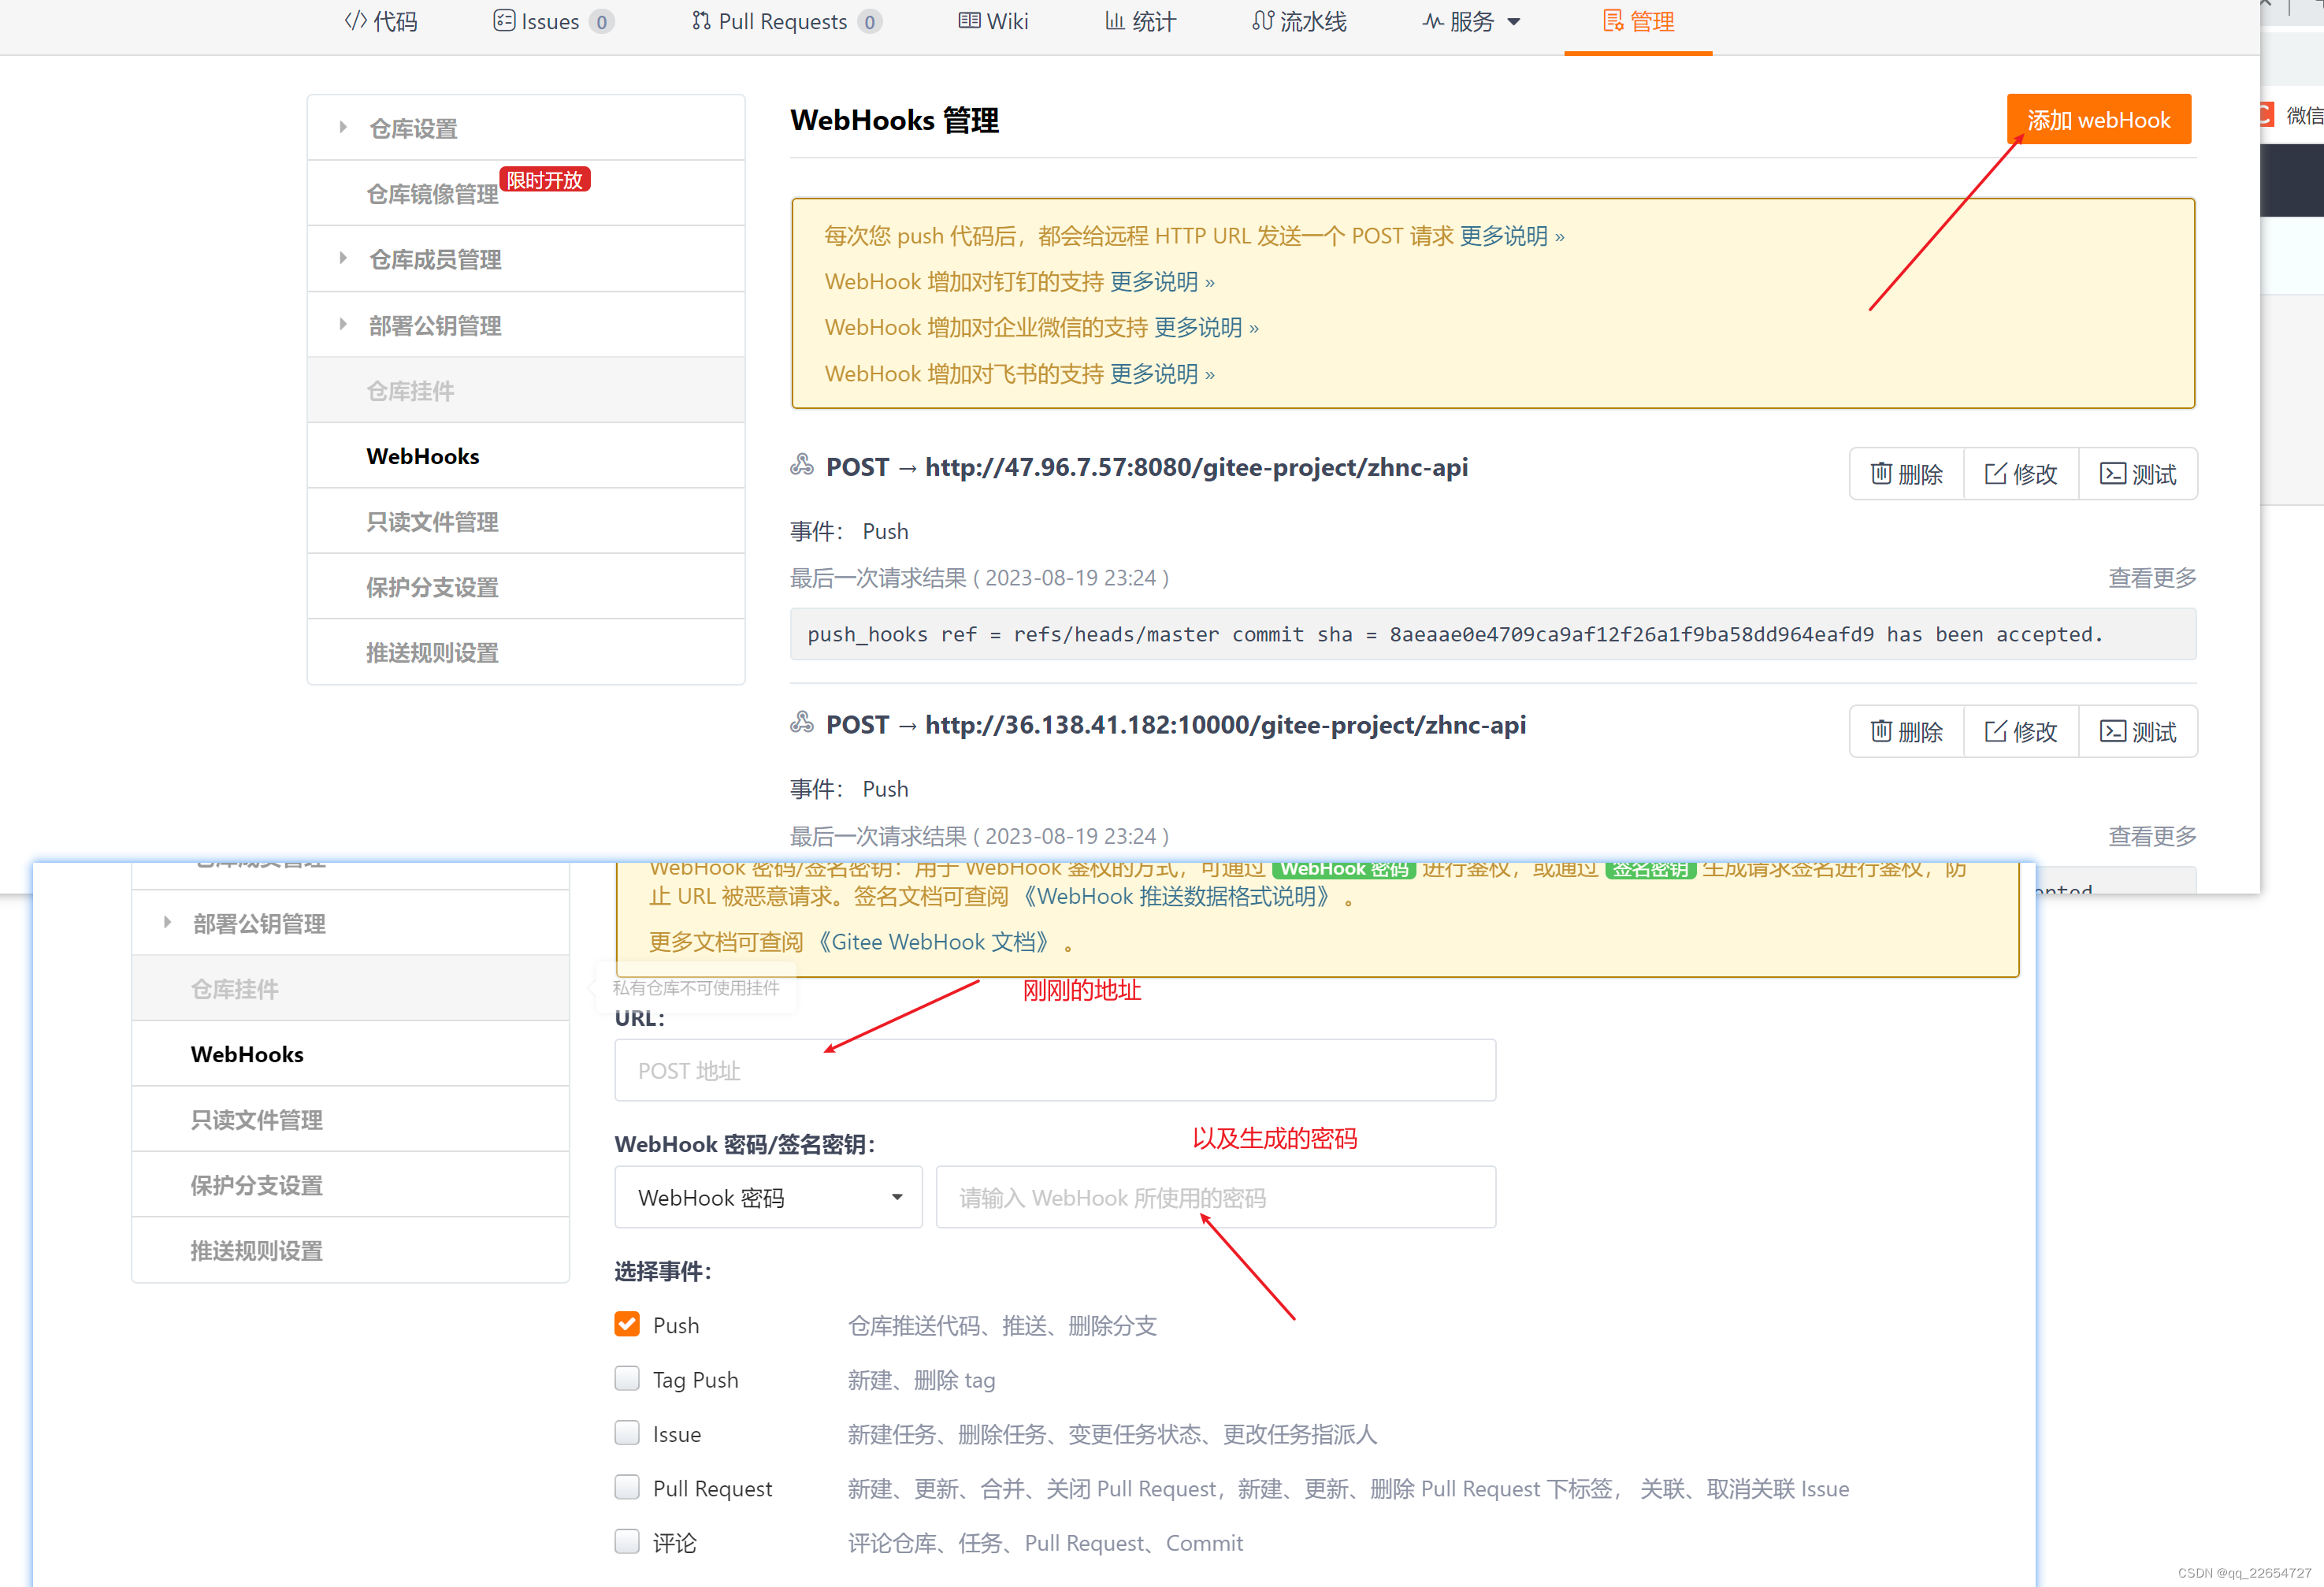 代码
Issues 0
Pull Requests 0
Wiki
统计
流水线
服务
管理
仓库设置
仓库镜像管理 限时开放
仓库成员管理
部署公钥管理
仓库挂件
WebHooks
只读文件管理
保护分支设置
推送规则设置
WebHooks 管理
添加 webHook
微信
每次您 push 代码后，都会给远程 HTTP URL 发送一个 POST 请求 更多说明 »
WebHook 增加对钉钉的支持 更多说明 »
WebHook 增加对企业微信的支持 更多说明 »
WebHook 增加对飞书的支持 更多说明 »
POST → http://47.96.7.57:8080/gitee-project/zhnc-api
删除 修改 测试
事件： Push
最后一次请求结果 ( 2023-08-19 23:24 ) 查看更多
push_hooks ref = refs/heads/master commit sha = 8aeaae0e4709ca9af12f26a1f9ba58dd964eafd9 has been accepted.
POST → http://36.138.41.182:10000/gitee-project/zhnc-api
删除 修改 测试
事件： Push
最后一次请求结果 ( 2023-08-19 23:24 ) 查看更多
仓库成员管理
部署公钥管理
仓库挂件
WebHooks
只读文件管理
保护分支设置
推送规则设置
WebHook 密码/签名密钥：用于 WebHook 鉴权的方式，可通过 WebHook 密码 进行鉴权，或通过 签名密钥 生成请求签名进行鉴权，防
止 URL 被恶意请求。签名文档可查阅 《WebHook 推送数据格式说明》 。
更多文档可查阅 《Gitee WebHook 文档》 。
私有仓库不可使用挂件
刚刚的地址
URL：
POST 地址
以及生成的密码
WebHook 密码/签名密钥：
WebHook 密码
请输入 WebHook 所使用的密码
选择事件：
Push 仓库推送代码、推送、删除分支
Tag Push 新建、删除 tag
Issue 新建任务、删除任务、变更任务状态、更改任务指派人
Pull Request 新建、更新、合并、关闭 Pull Request，新建、更新、删除 Pull Request 下标签， 关联、取消关联 Issue
评论 评论仓库、任务、Pull Request、Commit
CSDN @qq_22654727